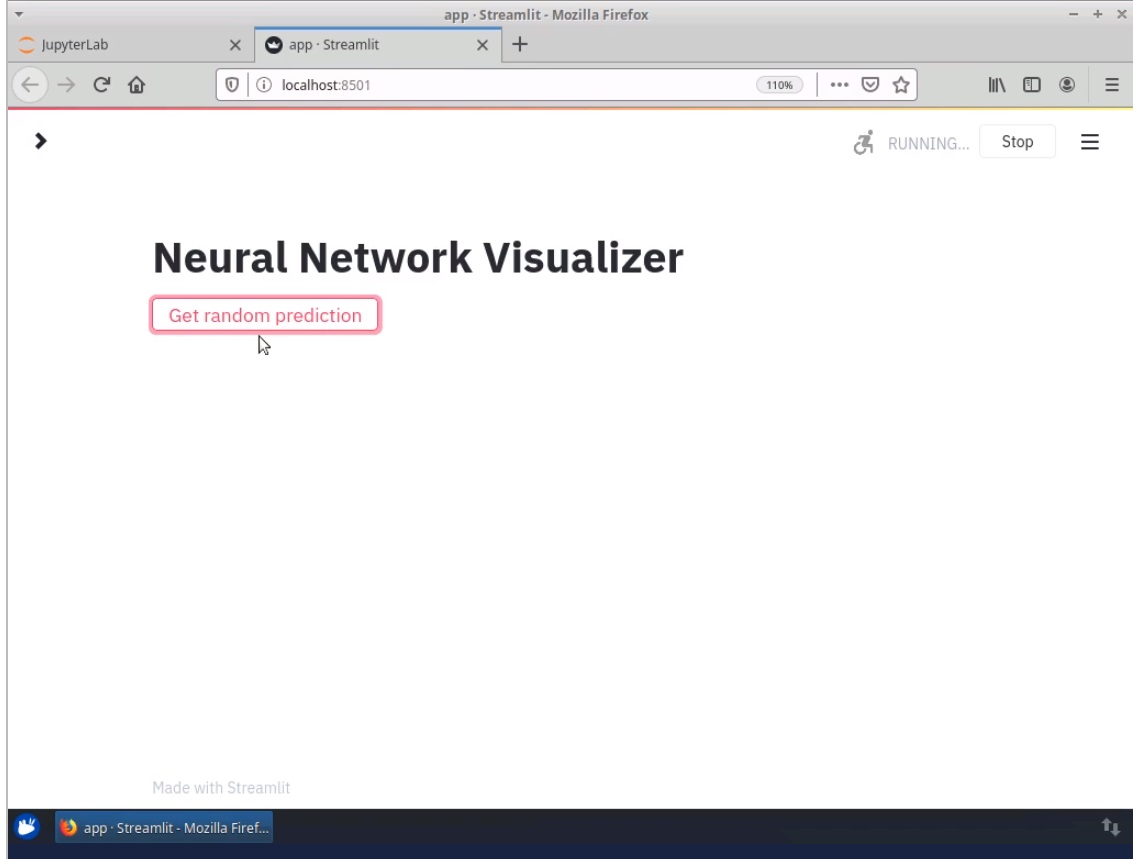 app · Streamlit - Mozilla Firefox
JupyterLab
app · Streamlit
localhost:8501
110%
RUNNING...
Stop
Neural Network Visualizer
Get random prediction
Made with Streamlit
app · Streamlit - Mozilla Firef...